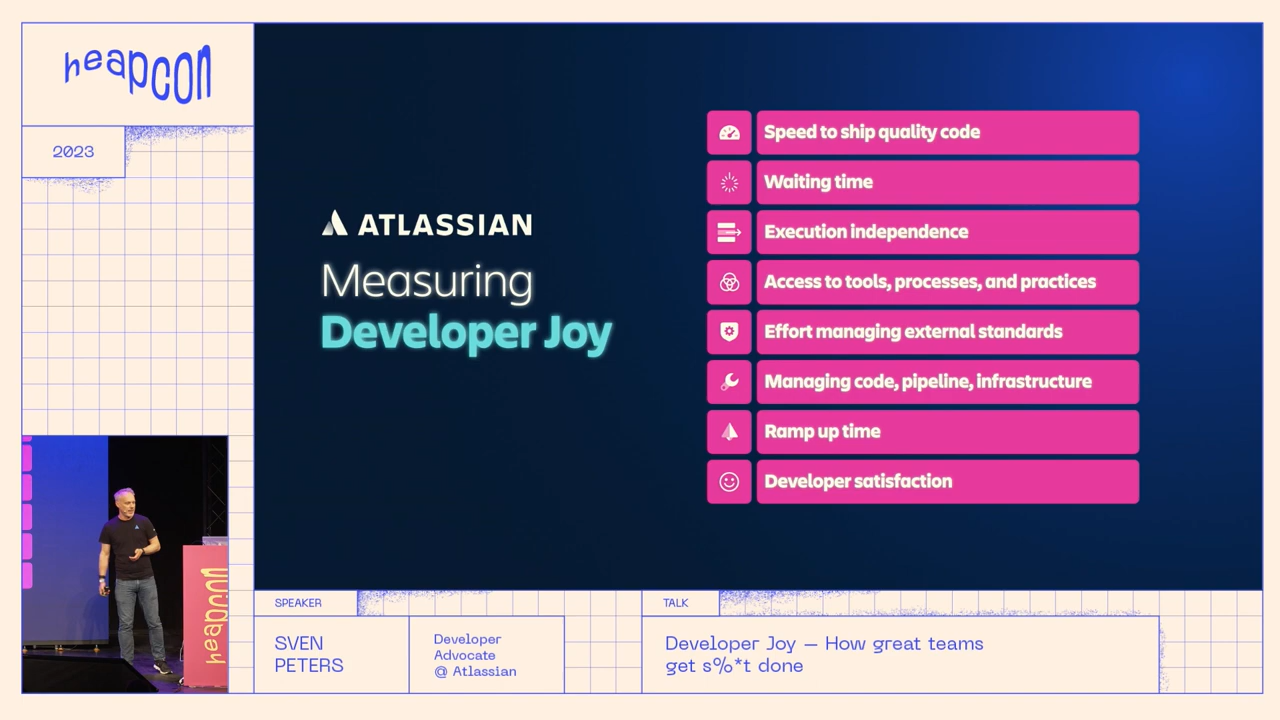 heapcon
2023
ATLASSIAN
Measuring
Developer Joy
Speed to ship quality code
Waiting time
Execution independence
Access to tools, processes, and practices
Effort managing external standards
Managing code, pipeline, infrastructure
Ramp up time
Developer satisfaction
heapcon
SPEAKER
SVEN
PETERS
Developer
Advocate
@ Atlassian
TALK
Developer Joy — How great teams
get s%*t done